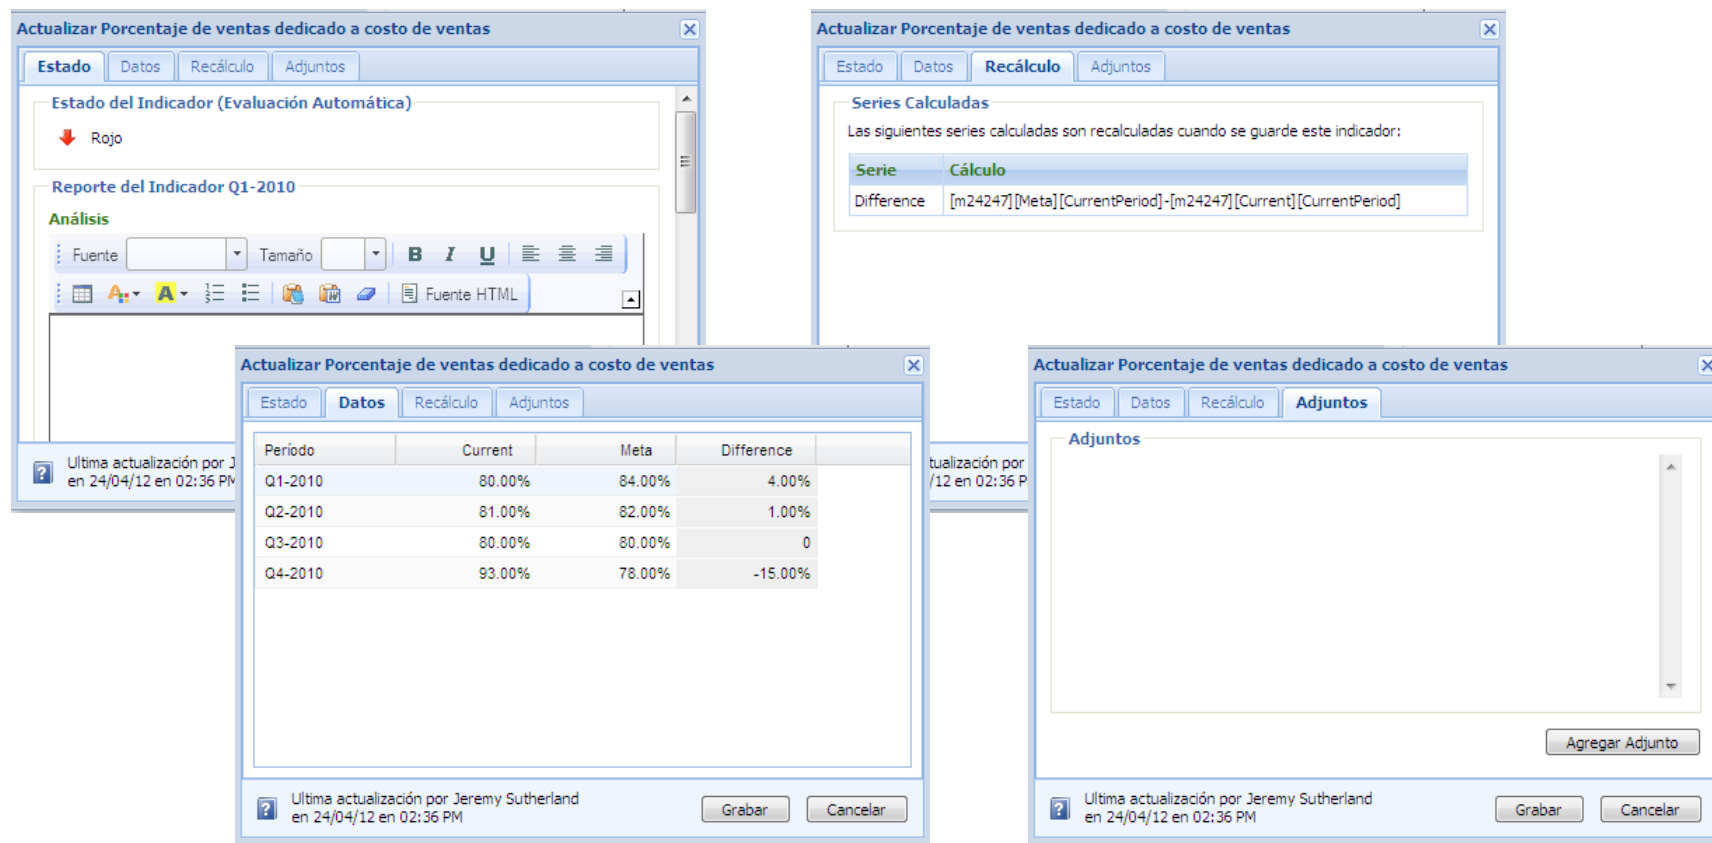 Actualizar Porcentaje de ventas dedicado a costo de ventas
Estado Datos Recálculo Adjuntos
Estado del Indicador (Evaluación Automática)
Rojo
Reporte del Indicador Q1-2010
Análisis
Fuente Tamaño B I U
Fuente HTML
Ultima actualización por J
en 24/04/12 en 02:36 PM
Actualizar Porcentaje de ventas dedicado a costo de ventas
Estado Datos Recálculo Adjuntos
Series Calculadas
Las siguientes series calculadas son recalculadas cuando se guarde este indicador:
Serie Cálculo
Difference [m24247][Meta][CurrentPeriod]-[m24247][Current][CurrentPeriod]
tualización por
/12 en 02:36 P
Actualizar Porcentaje de ventas dedicado a costo de ventas
Estado Datos Recálculo Adjuntos
Período Current Meta Difference
Q1-2010 80.00% 84.00% 4.00%
Q2-2010 81.00% 82.00% 1.00%
Q3-2010 80.00% 80.00% 0
Q4-2010 93.00% 78.00% -15.00%
Ultima actualización por Jeremy Sutherland
en 24/04/12 en 02:36 PM
Grabar Cancelar
Actualizar Porcentaje de ventas dedicado a costo de ventas
Estado Datos Recálculo Adjuntos
Adjuntos
Agregar Adjunto
Ultima actualización por Jeremy Sutherland
en 24/04/12 en 02:36 PM
Grabar Cancelar